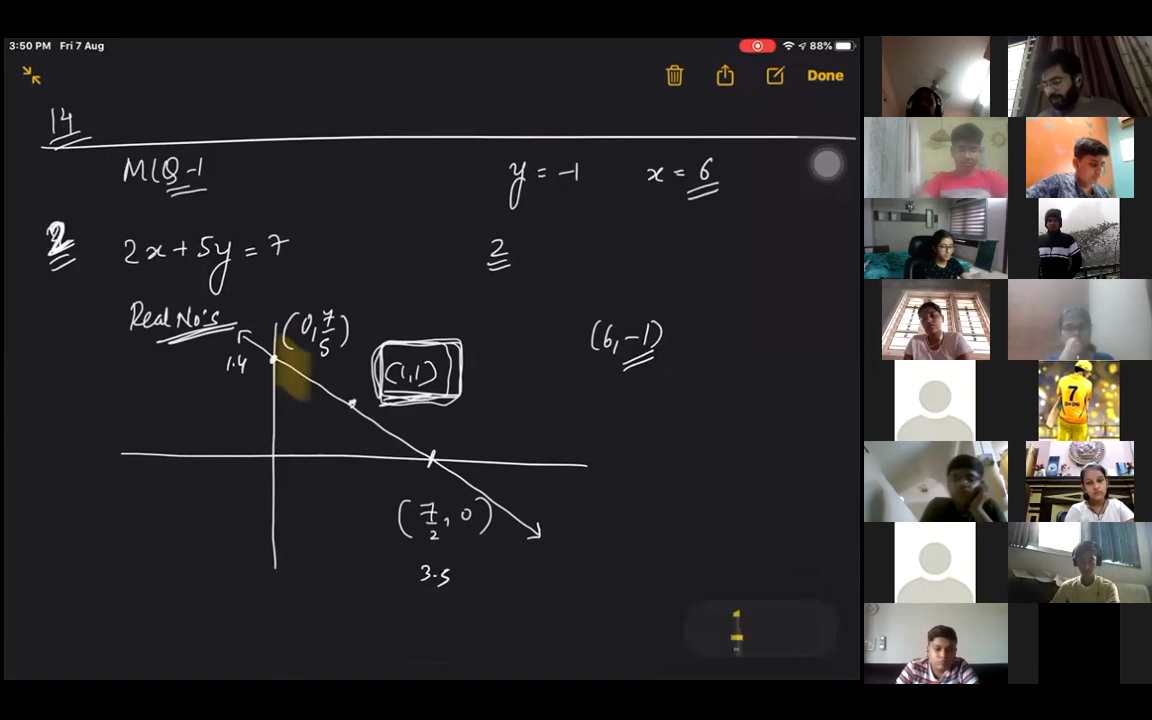 3:50 PM Fri 7 Aug 88%
Done
14
MCQ-1 y = -1 x = 6
2 2x+5y=7 2
Real No's
(0, 7/5)
1.4
(1,1)
(6,-1)
(7/2, 0)
3.5
7